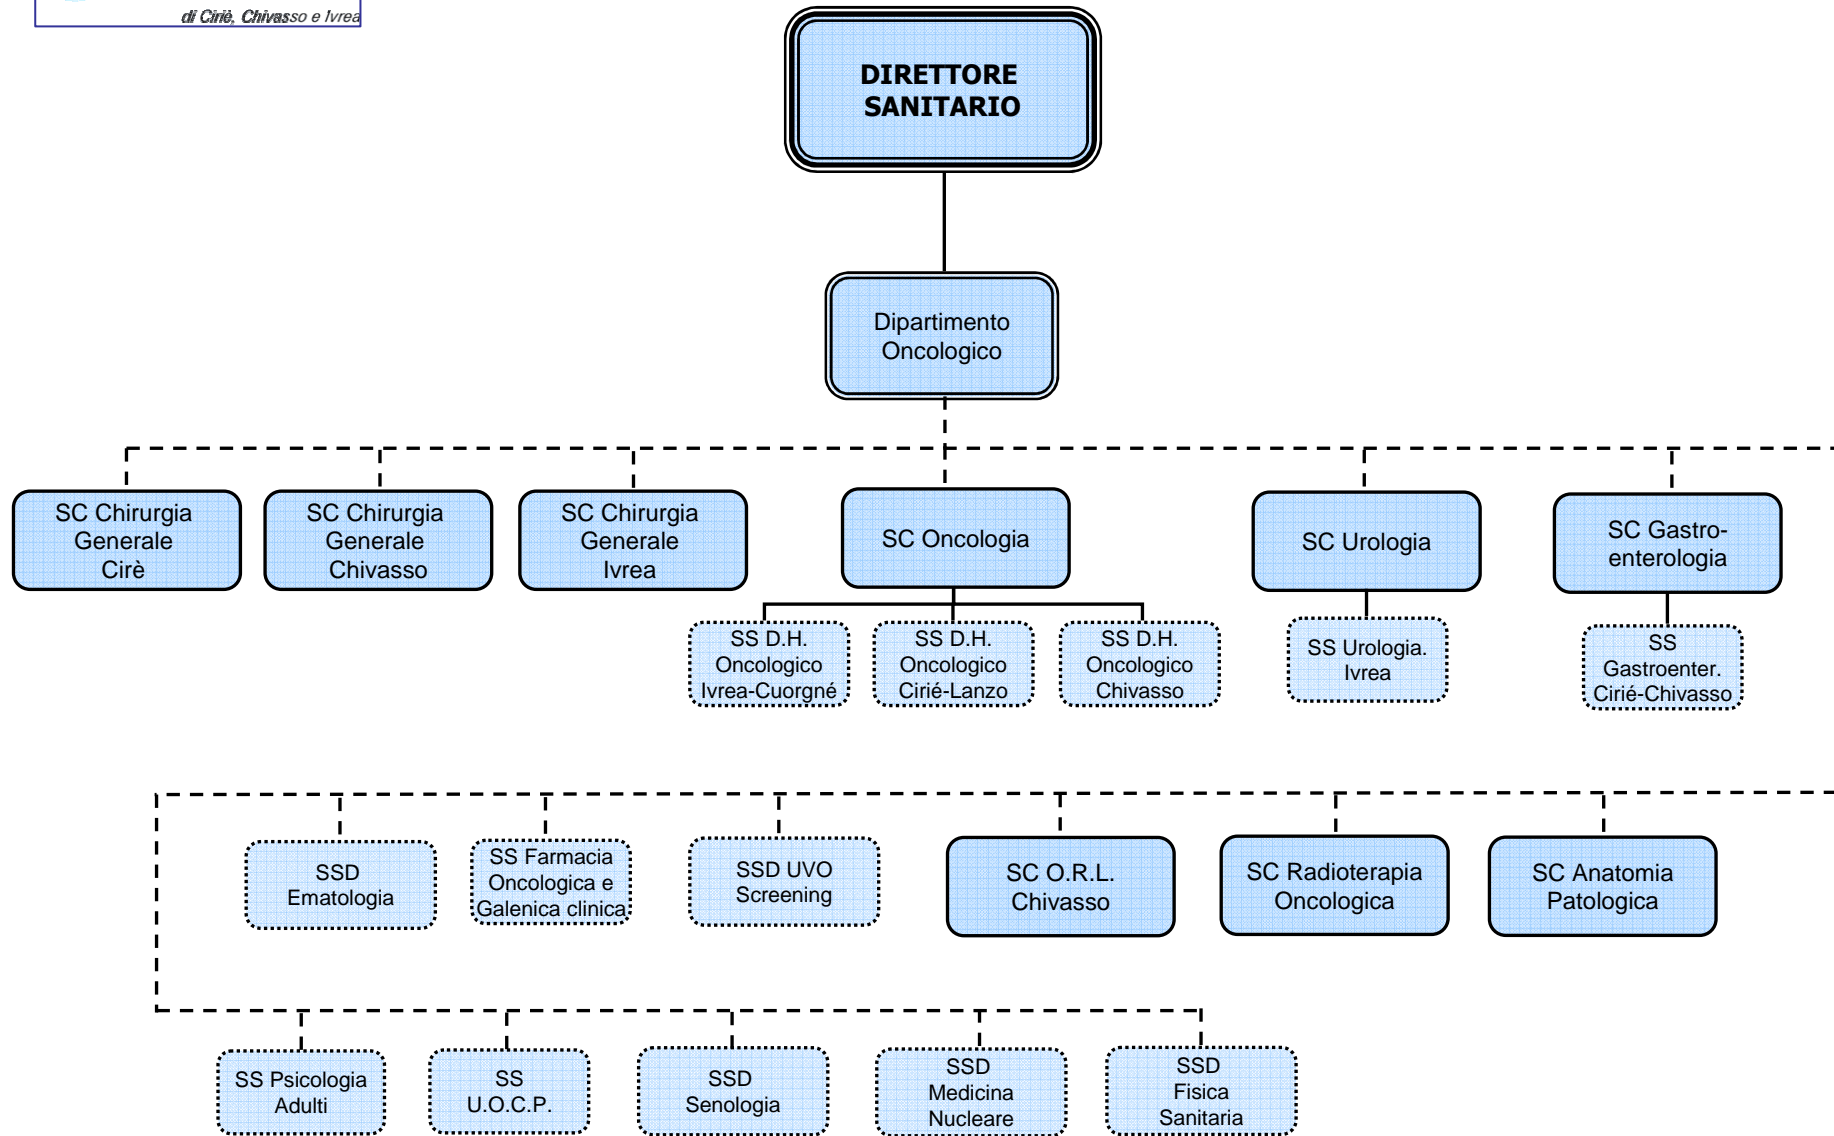 di Ciriè, Chivasso e Ivrea
DIRETTORE
SANITARIO
Dipartimento
Oncologico
SC Chirurgia
Generale
Cirè
SC Chirurgia
Generale
Chivasso
SC Chirurgia
Generale
Ivrea
SC Oncologia
SC Urologia
SC Gastro-
enterologia
SS D.H.
Oncologico
Ivrea-Cuorgné
SS D.H.
Oncologico
Cirié-Lanzo
SS D.H.
Oncologico
Chivasso
SS Urologia.
Ivrea
SS
Gastroenter.
Cirié-Chivasso
SSD
Ematologia
SS Farmacia
Oncologica e
Galenica clinica
SSD UVO
Screening
SC O.R.L.
Chivasso
SC Radioterapia
Oncologica
SC Anatomia
Patologica
SS Psicologia
Adulti
SS
U.O.C.P.
SSD
Senologia
SSD
Medicina
Nucleare
SSD
Fisica
Sanitaria